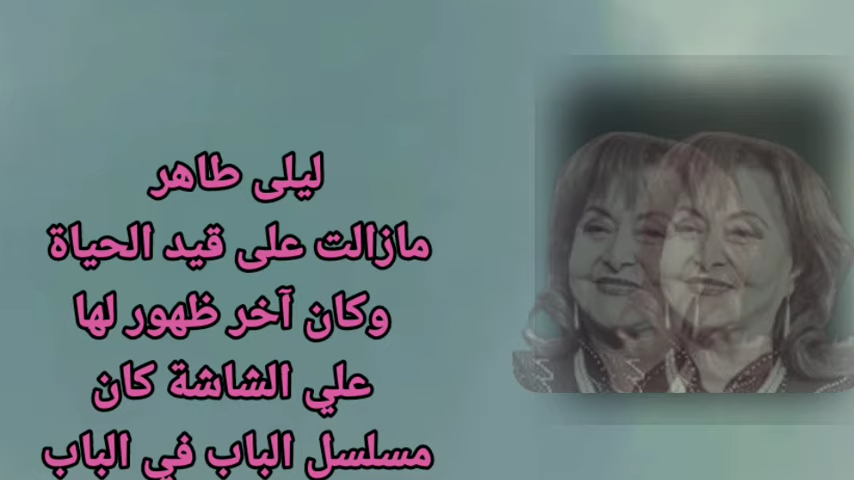 ليلى طاهر
مازالت على قيد الحياة
وكان آخر ظهور لها
علي الشاشة كان
مسلسل الباب في الباب